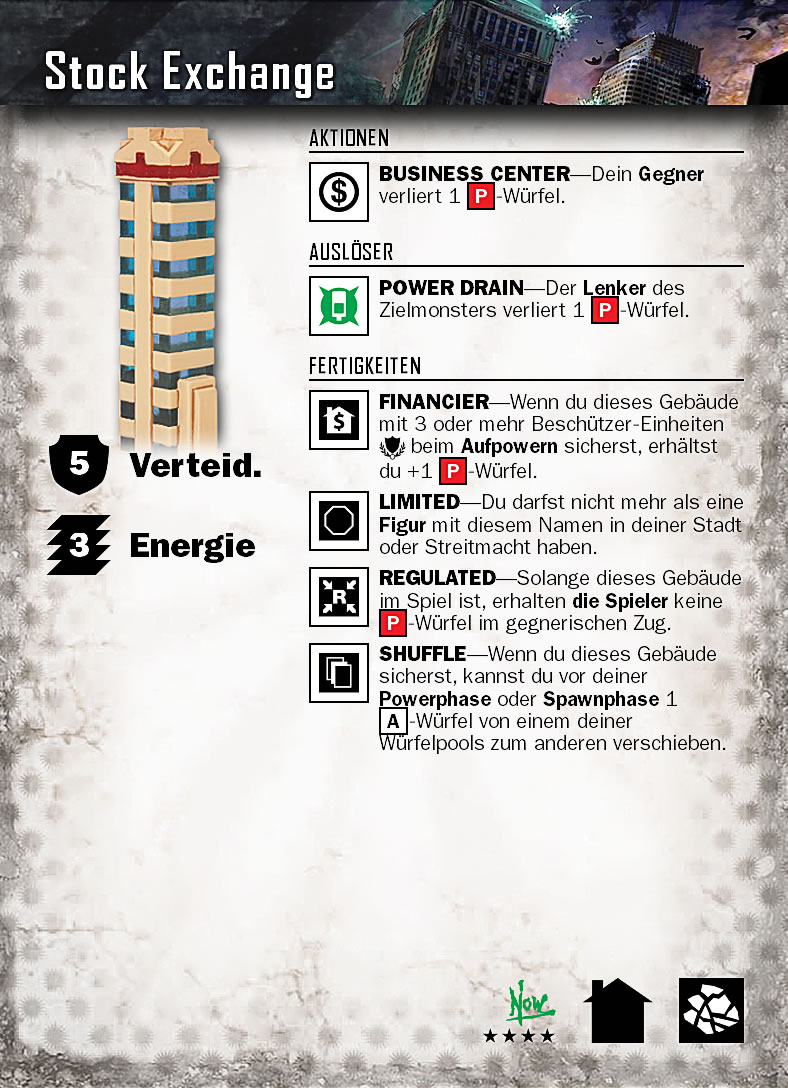 Stock Exchange
AKTIONEN
$
BUSINESS CENTER—Dein Gegner
verliert 1 P-Würfel.
AUSLÖSER
POWER DRAIN—Der Lenker des
Zielmonsters verliert 1 P-Würfel.
FERTIGKEITEN
$
FINANCIER—Wenn du dieses Gebäude
mit 3 oder mehr Beschützer-Einheiten
beim Aufpowern sicherst, erhältst
du +1 P-Würfel.
LIMITED—Du darfst nicht mehr als eine
Figur mit diesem Namen in deiner Stadt
oder Streitmacht haben.
R
REGULATED—Solange dieses Gebäude
im Spiel ist, erhalten die Spieler keine
P-Würfel im gegnerischen Zug.
SHUFFLE—Wenn du dieses Gebäude
sicherst, kannst du vor deiner
Powerphase oder Spawnphase 1
A-Würfel von einem deiner
Würfelpools zum anderen verschieben.
5 Verteid.
3 Energie
Now
★★★★